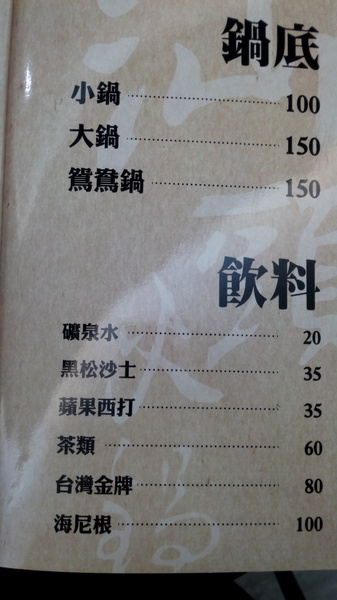 鍋底
小鍋 100
大鍋 150
鴛鴦鍋 150
飲料
礦泉水 20
黑松沙士 35
蘋果西打 35
茶類 60
台灣金牌 80
海尼根 100